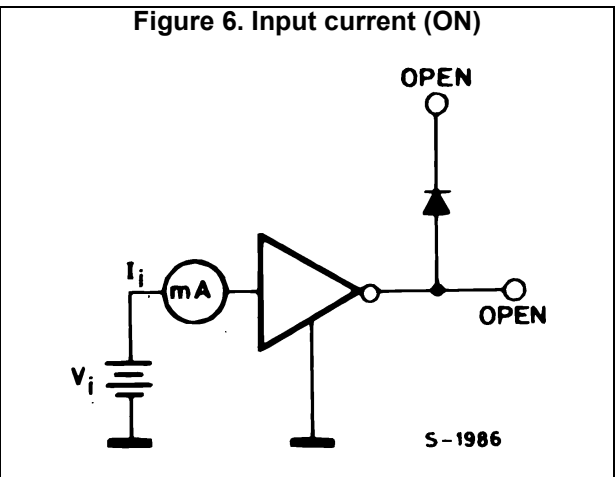 Figure 6. Input current (ON)
OPEN
Ii
mA
OPEN
Vi
S-1986